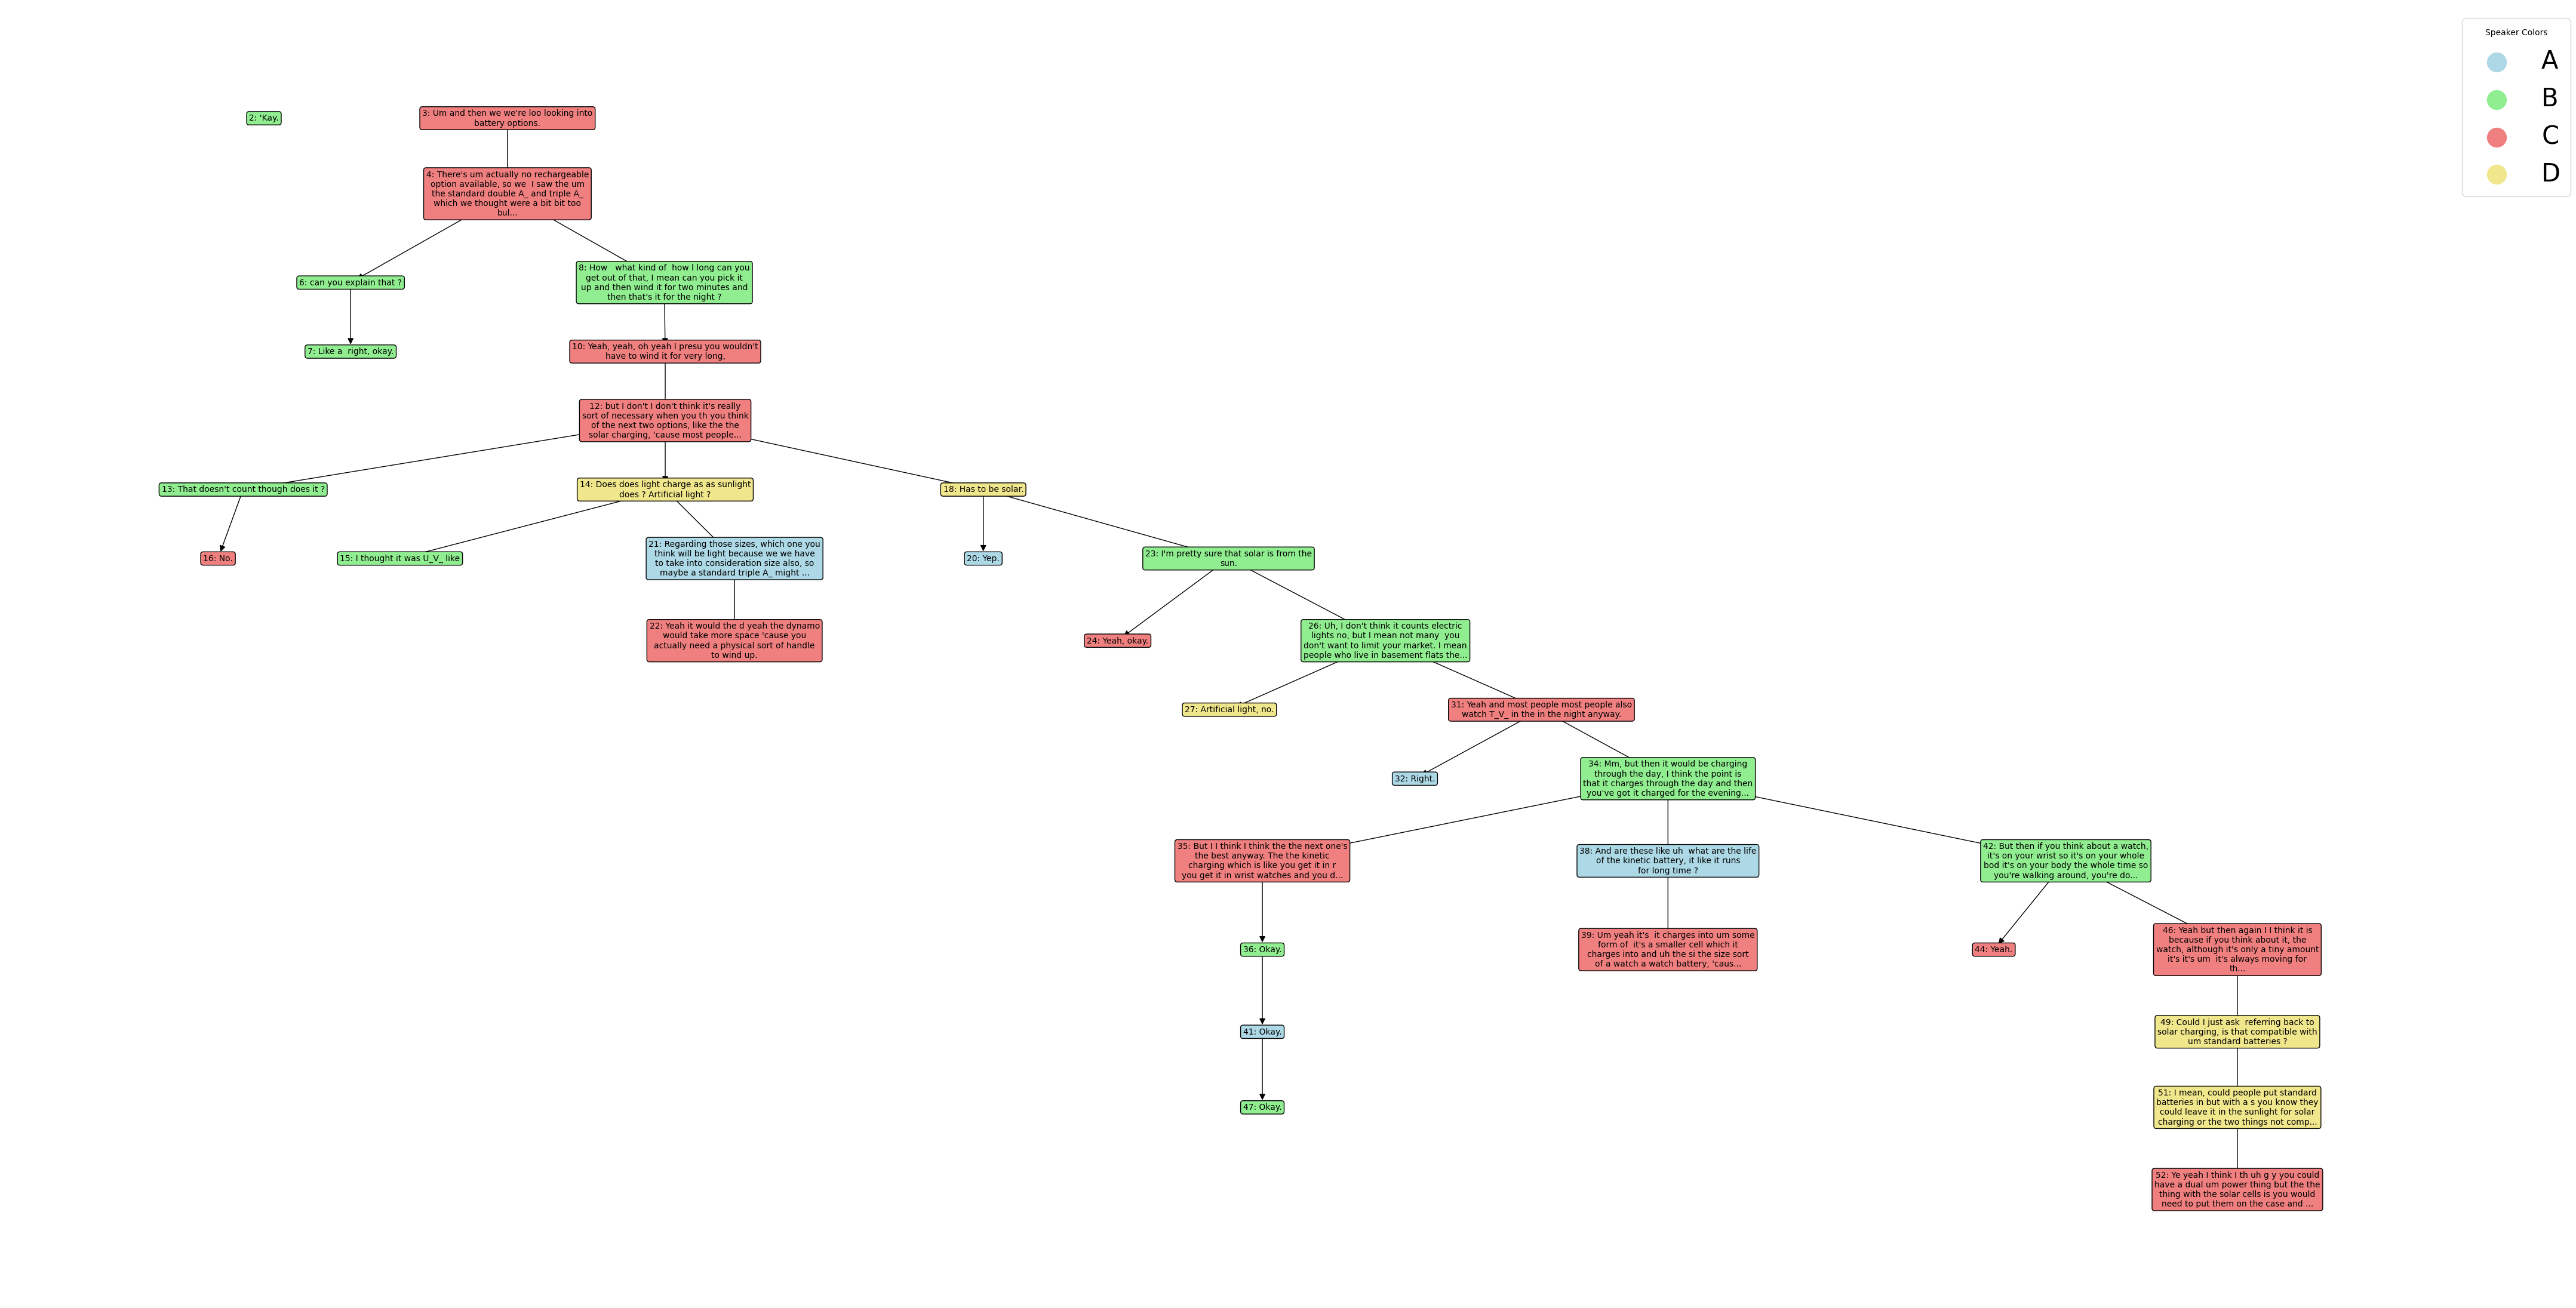 Speaker Colors
A
B
C
D
2: 'Kay.
3: Um and then we we're loo looking into
battery options.
4: There's um actually no rechargeable
option available, so we  I saw the um
the standard double A_ and triple A_
which we thought were a bit bit too
bul...
6: can you explain that ?
8: How   what kind of  how l long can you
get out of that, I mean can you pick it
up and then wind it for two minutes and
then that's it for the night ?
7: Like a  right, okay.
10: Yeah, yeah, oh yeah I presu you wouldn't
have to wind it for very long,
12: but I don't I don't think it's really
sort of necessary when you th you think
of the next two options, like the the
solar charging, 'cause most people...
13: That doesn't count though does it ?
14: Does does light charge as as sunlight
does ? Artificial light ?
18: Has to be solar.
16: No.
15: I thought it was U_V_ like
21: Regarding those sizes, which one you
think will be light because we we have
to take into consideration size also, so
maybe a standard triple A_ might ...
20: Yep.
23: I'm pretty sure that solar is from the
sun.
22: Yeah it would the d yeah the dynamo
would take more space 'cause you
actually need a physical sort of handle
to wind up.
24: Yeah, okay.
26: Uh, I don't think it counts electric
lights no, but I mean not many  you
don't want to limit your market. I mean
people who live in basement flats the...
27: Artificial light, no.
31: Yeah and most people most people also
watch T_V_ in the in the night anyway.
32: Right.
34: Mm, but then it would be charging
through the day, I think the point is
that it charges through the day and then
you've got it charged for the evening...
35: But I I think I think the the next one's
the best anyway. The the kinetic
charging which is like you get it in r
you get it in wrist watches and you d...
38: And are these like uh  what are the life
of the kinetic battery, it like it runs
for long time ?
42: But then if you think about a watch,
it's on your wrist so it's on your whole
bod it's on your body the whole time so
you're walking around, you're do...
36: Okay.
39: Um yeah it's  it charges into um some
form of  it's a smaller cell which it
charges into and uh the si the size sort
of a watch a watch battery, 'caus...
44: Yeah.
46: Yeah but then again I I think it is
because if you think about it, the
watch, although it's only a tiny amount
it's it's um  it's always moving for
th...
41: Okay.
49: Could I just ask  referring back to
solar charging, is that compatible with
um standard batteries ?
47: Okay.
51: I mean, could people put standard
batteries in but with a s you know they
could leave it in the sunlight for solar
charging or the two things not comp...
52: Ye yeah I think I th uh g y you could
have a dual um power thing but the the
thing with the solar cells is you would
need to put them on the case and ...